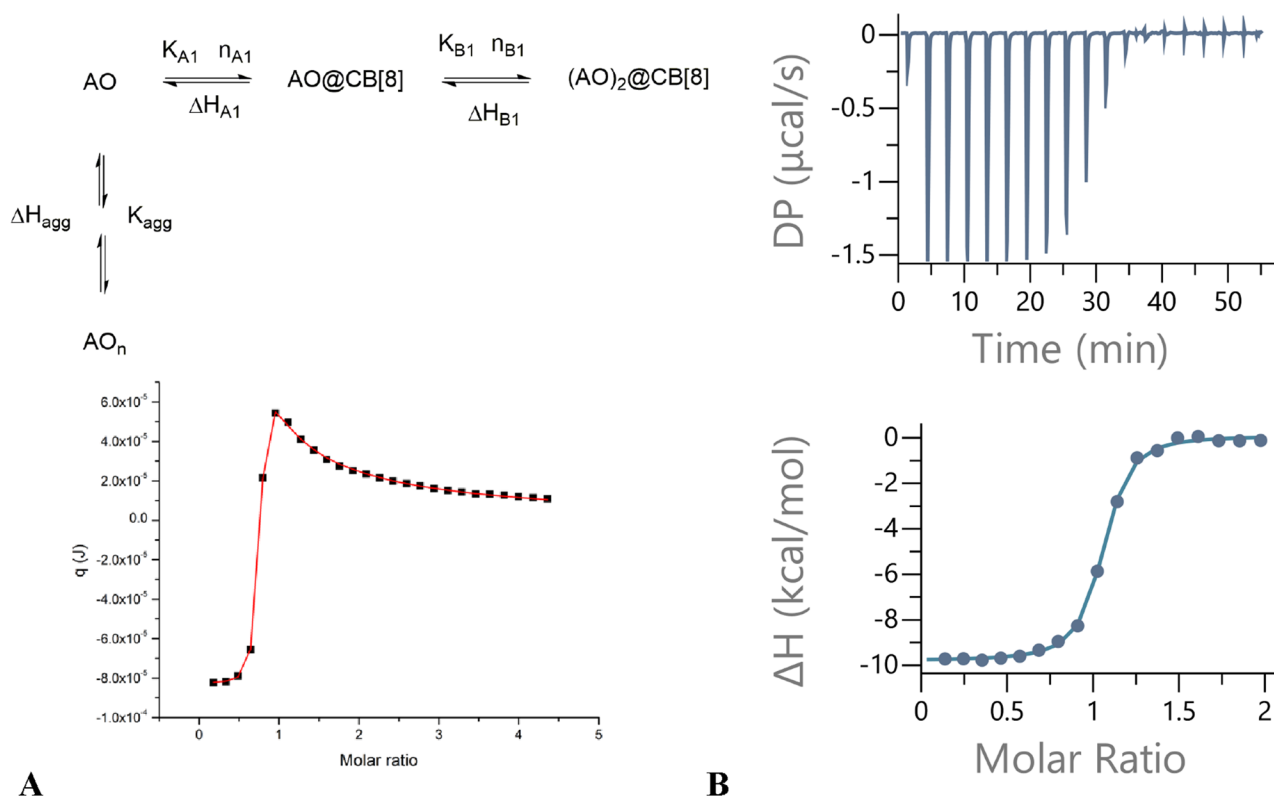 K_A1 n_A1
K_B1 n_B1
AO
AO@CB[8]
(AO)_2@CB[8]
ΔH_A1
ΔH_B1
ΔH_agg
K_agg
AO_n
6.0x10^-5
4.0x10^-5
2.0x10^-5
0.0
-2.0x10^-5
-4.0x10^-5
-6.0x10^-5
-8.0x10^-5
-1.0x10^-4
q (J)
0 1 2 3 4 5
Molar ratio
A
0
-0.5
-1
-1.5
DP (µcal/s)
0 10 20 30 40 50
Time (min)
0
-2
-4
-6
-8
-10
ΔH (kcal/mol)
0 0.5 1 1.5 2
Molar Ratio
B